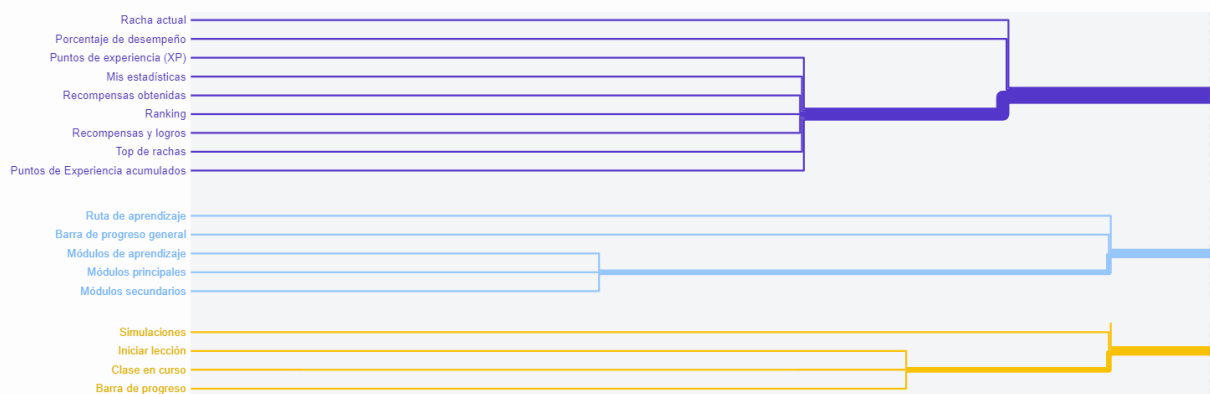 Racha actual
Porcentaje de desempeño
Puntos de experiencia (XP)
Mis estadísticas
Recompensas obtenidas
Ranking
Recompensas y logros
Top de rachas
Puntos de Experiencia acumulados
Ruta de aprendizaje
Barra de progreso general
Módulos de aprendizaje
Módulos principales
Módulos secundarios
Simulaciones
Iniciar lección
Clase en curso
Barra de progreso